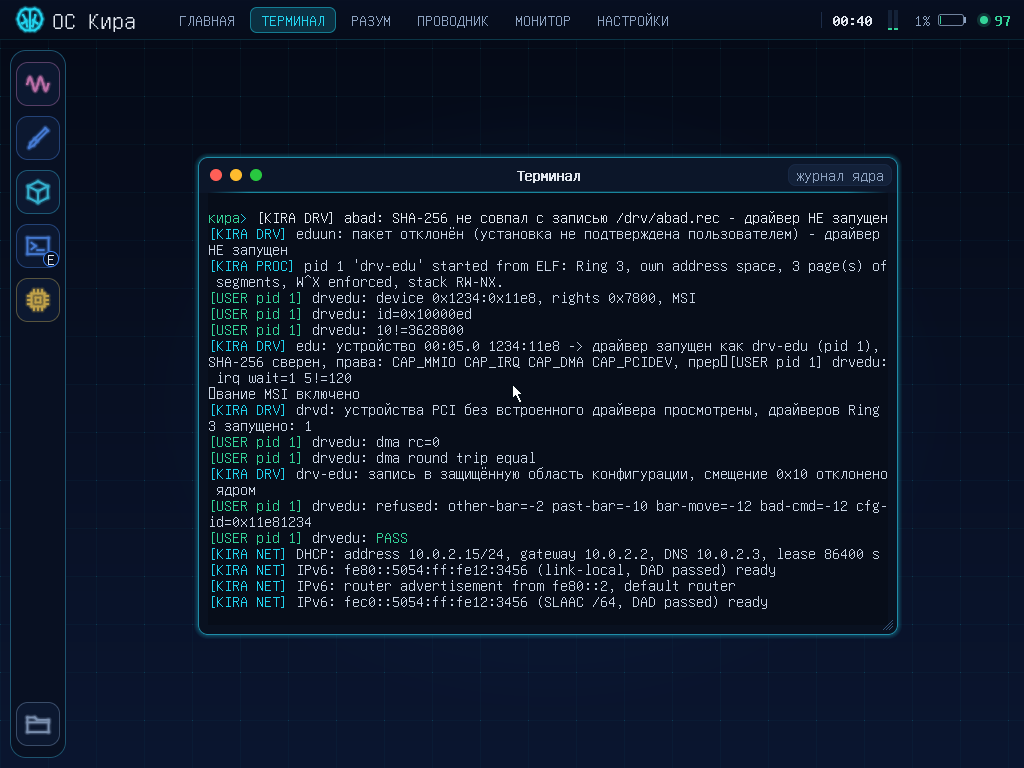 ОС Кира
ГЛАВНАЯ
ТЕРМИНАЛ
РАЗУМ
ПРОВОДНИК
МОНИТОР
НАСТРОЙКИ
00:40
1%
97
E
Терминал
журнал ядра
кира> [KIRA DRV] abad: SHA-256 не совпал с записью /drv/abad.rec - драйвер НЕ запущен
[KIRA DRV] eduun: пакет отклонён (установка не подтверждена пользователем) - драйвер
НЕ запущен
[KIRA PROC] pid 1 'drv-edu' started from ELF: Ring 3, own address space, 3 page(s) of
segments, W^X enforced, stack RW-NX.
[USER pid 1] drvedu: device 0x1234:0x11e8, rights 0x7800, MSI
[USER pid 1] drvedu: id=0x10000ed
[USER pid 1] drvedu: 10!=3628800
[KIRA DRV] edu: устройство 00:05.0 1234:11e8 -> драйвер запущен как drv-edu (pid 1),
SHA-256 сверен, права: CAP_MMIO CAP_IRQ CAP_DMA CAP_PCIDEV, прер▯[USER pid 1] drvedu:
irq wait=1 5!=120
▯вание MSI включено
[KIRA DRV] drvd: устройства PCI без встроенного драйвера просмотрены, драйверов Ring
3 запущено: 1
[USER pid 1] drvedu: dma rc=0
[USER pid 1] drvedu: dma round trip equal
[KIRA DRV] drv-edu: запись в защищённую область конфигурации, смещение 0x10 отклонено
ядром
[USER pid 1] drvedu: refused: other-bar=-2 past-bar=-10 bar-move=-12 bad-cmd=-12 cfg-
id=0x11e81234
[USER pid 1] drvedu: PASS
[KIRA NET] DHCP: address 10.0.2.15/24, gateway 10.0.2.2, DNS 10.0.2.3, lease 86400 s
[KIRA NET] IPv6: fe80::5054:ff:fe12:3456 (link-local, DAD passed) ready
[KIRA NET] IPv6: router advertisement from fe80::2, default router
[KIRA NET] IPv6: fec0::5054:ff:fe12:3456 (SLAAC /64, DAD passed) ready